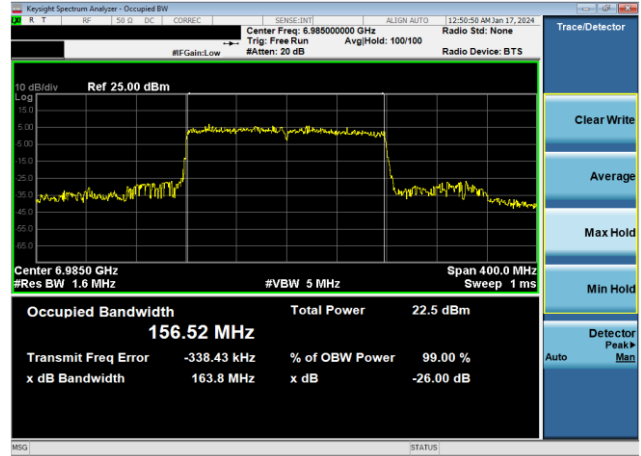 Keysight Spectrum Analyzer - Occupied BW
R T RF 50 Ω DC CORREC SENSE:INT ALIGN AUTO 12:50:50 AM Jan 17, 2024
Center Freq: 6.985000000 GHz Radio Std: None
Trig: Free Run Avg|Hold: 100/100
#IFGain:Low #Atten: 20 dB Radio Device: BTS
Trace/Detector
10 dB/div Ref 25.00 dBm
Log
15.0
5.00
-5.00
-15.0
-25.0
-35.0
-45.0
-55.0
-65.0
Center 6.9850 GHz Span 400.0 MHz
#Res BW 1.6 MHz #VBW 5 MHz Sweep 1 ms
Occupied Bandwidth Total Power 22.5 dBm
156.52 MHz
Transmit Freq Error -338.43 kHz % of OBW Power 99.00 %
x dB Bandwidth 163.8 MHz x dB -26.00 dB
Clear Write
Average
Max Hold
Min Hold
Detector
Peak▶
Auto Man
MSG STATUS